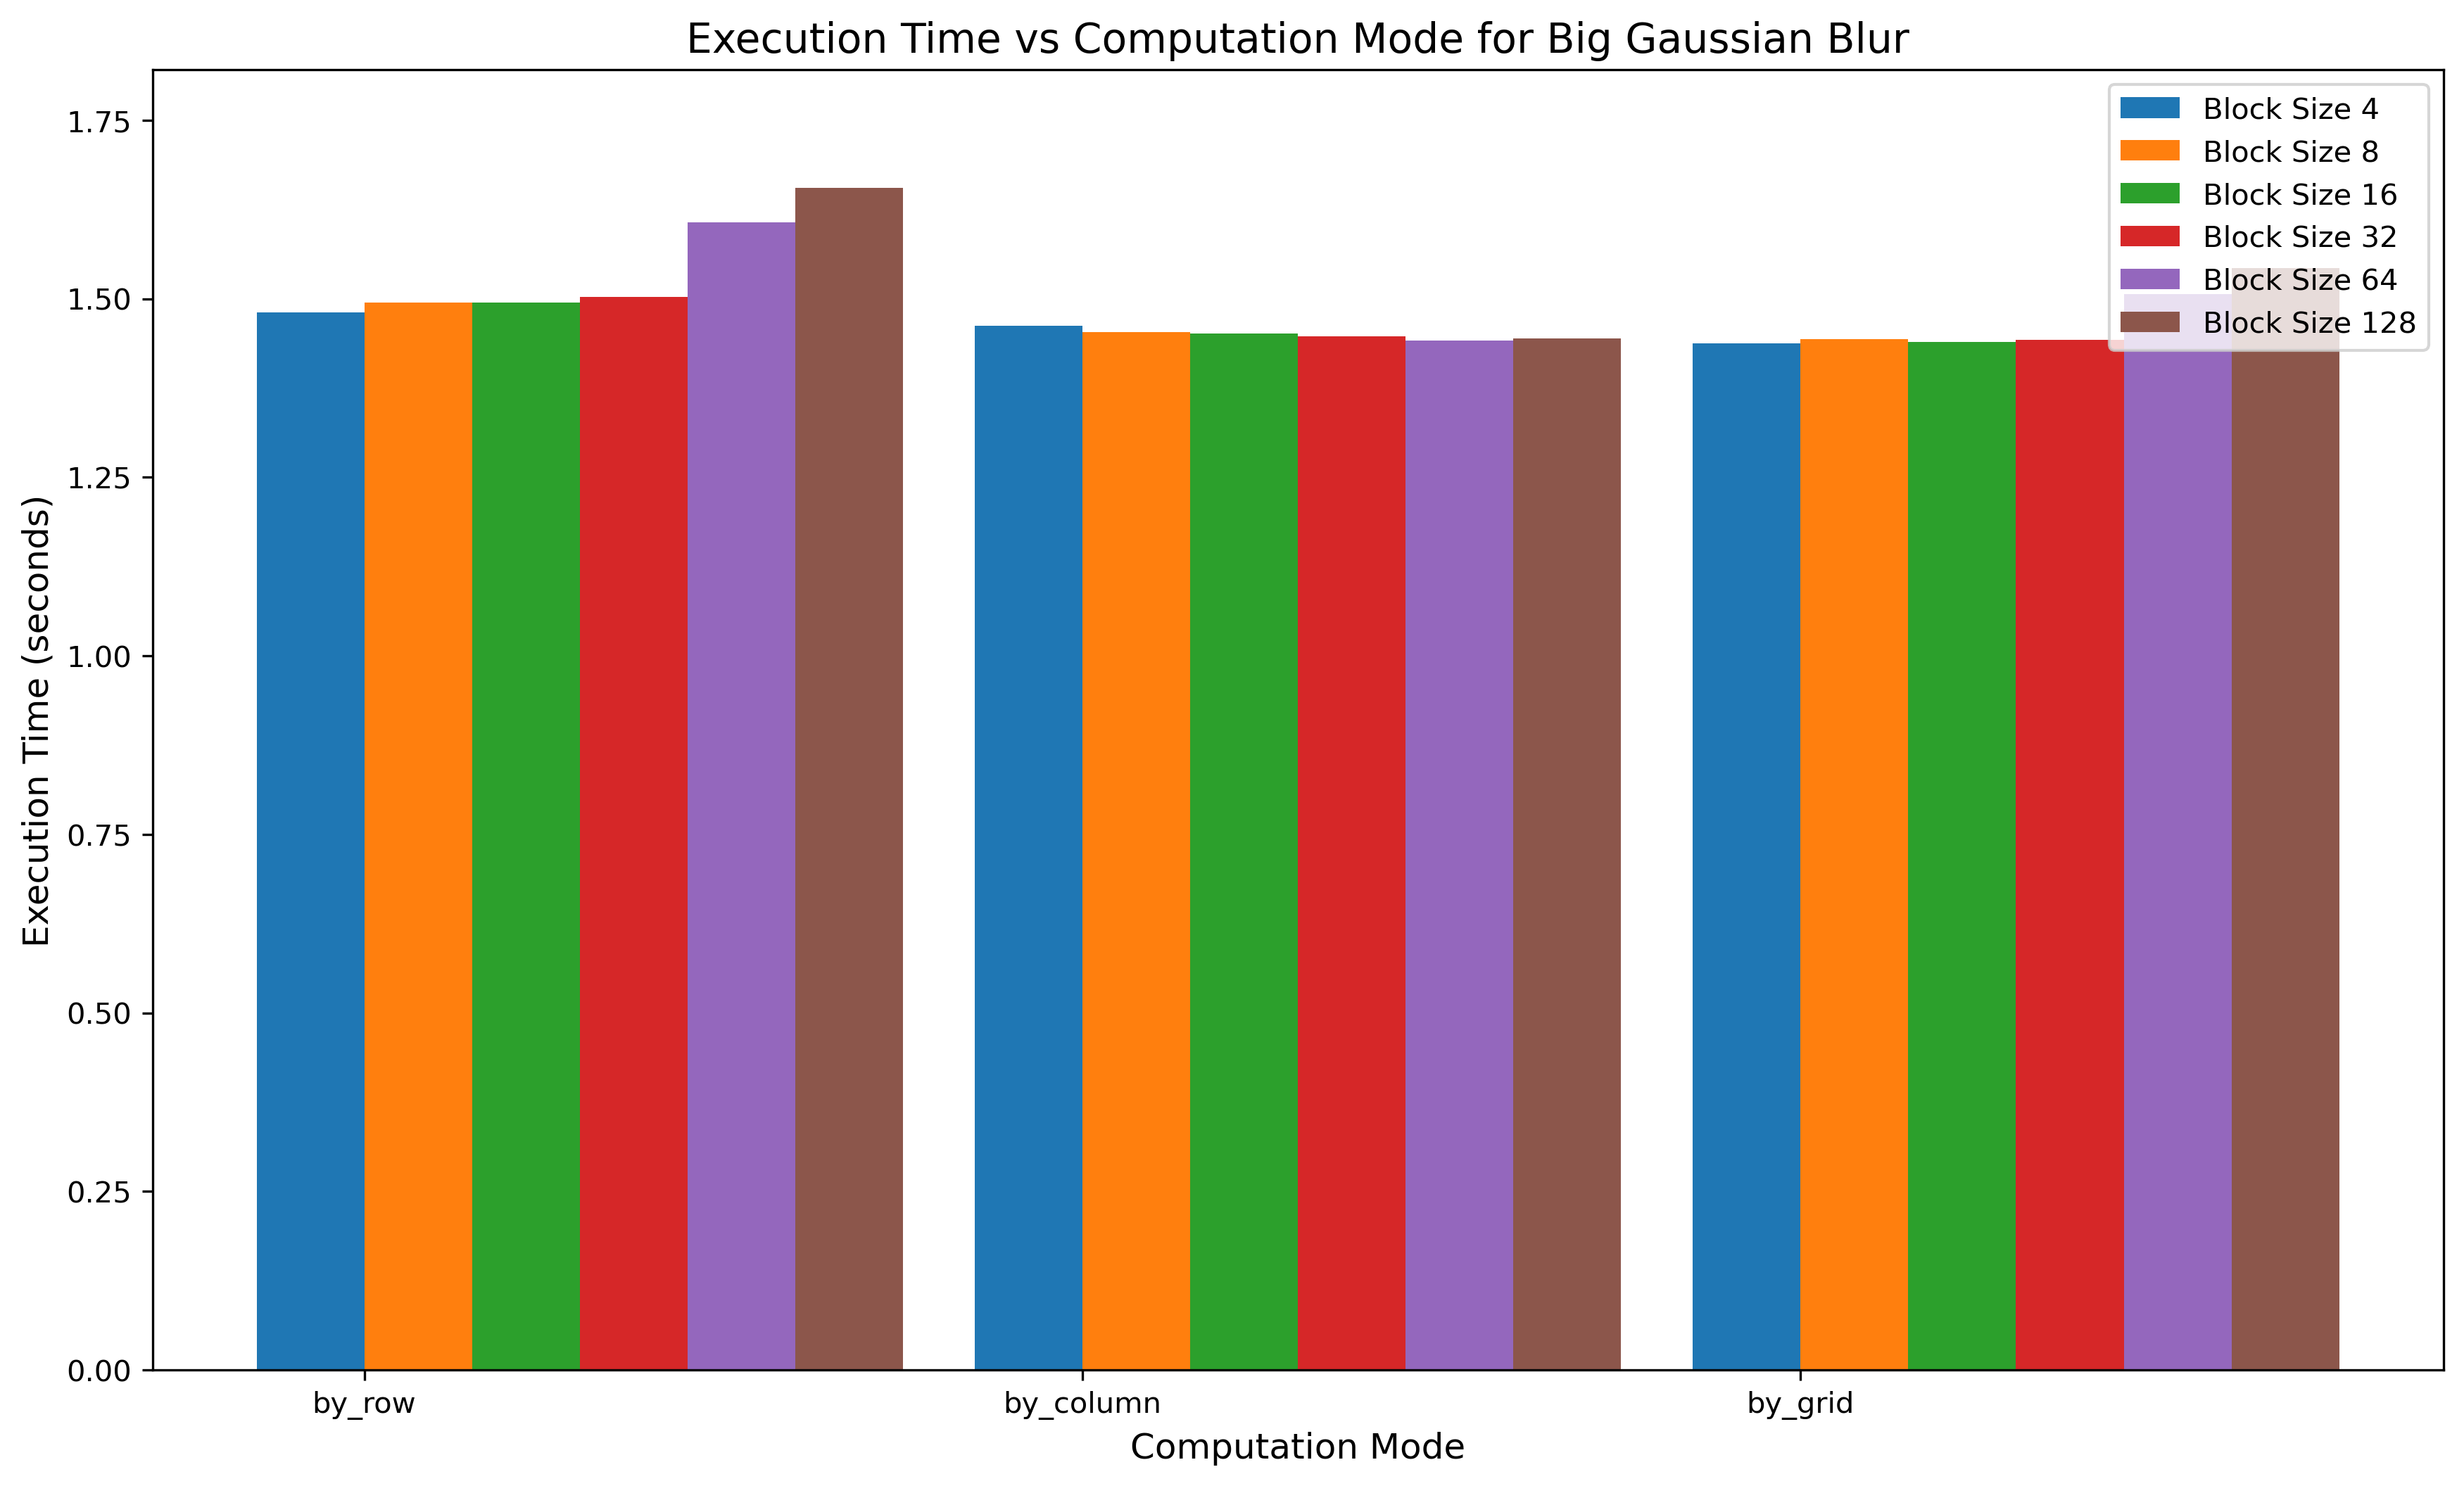 Execution Time vs Computation Mode for Big Gaussian Blur
Block Size 4
Block Size 8
Block Size 16
Block Size 32
Block Size 64
Block Size 128
Execution Time (seconds)
1.75
1.50
1.25
1.00
0.75
0.50
0.25
0.00
by_row
by_column
by_grid
Computation Mode